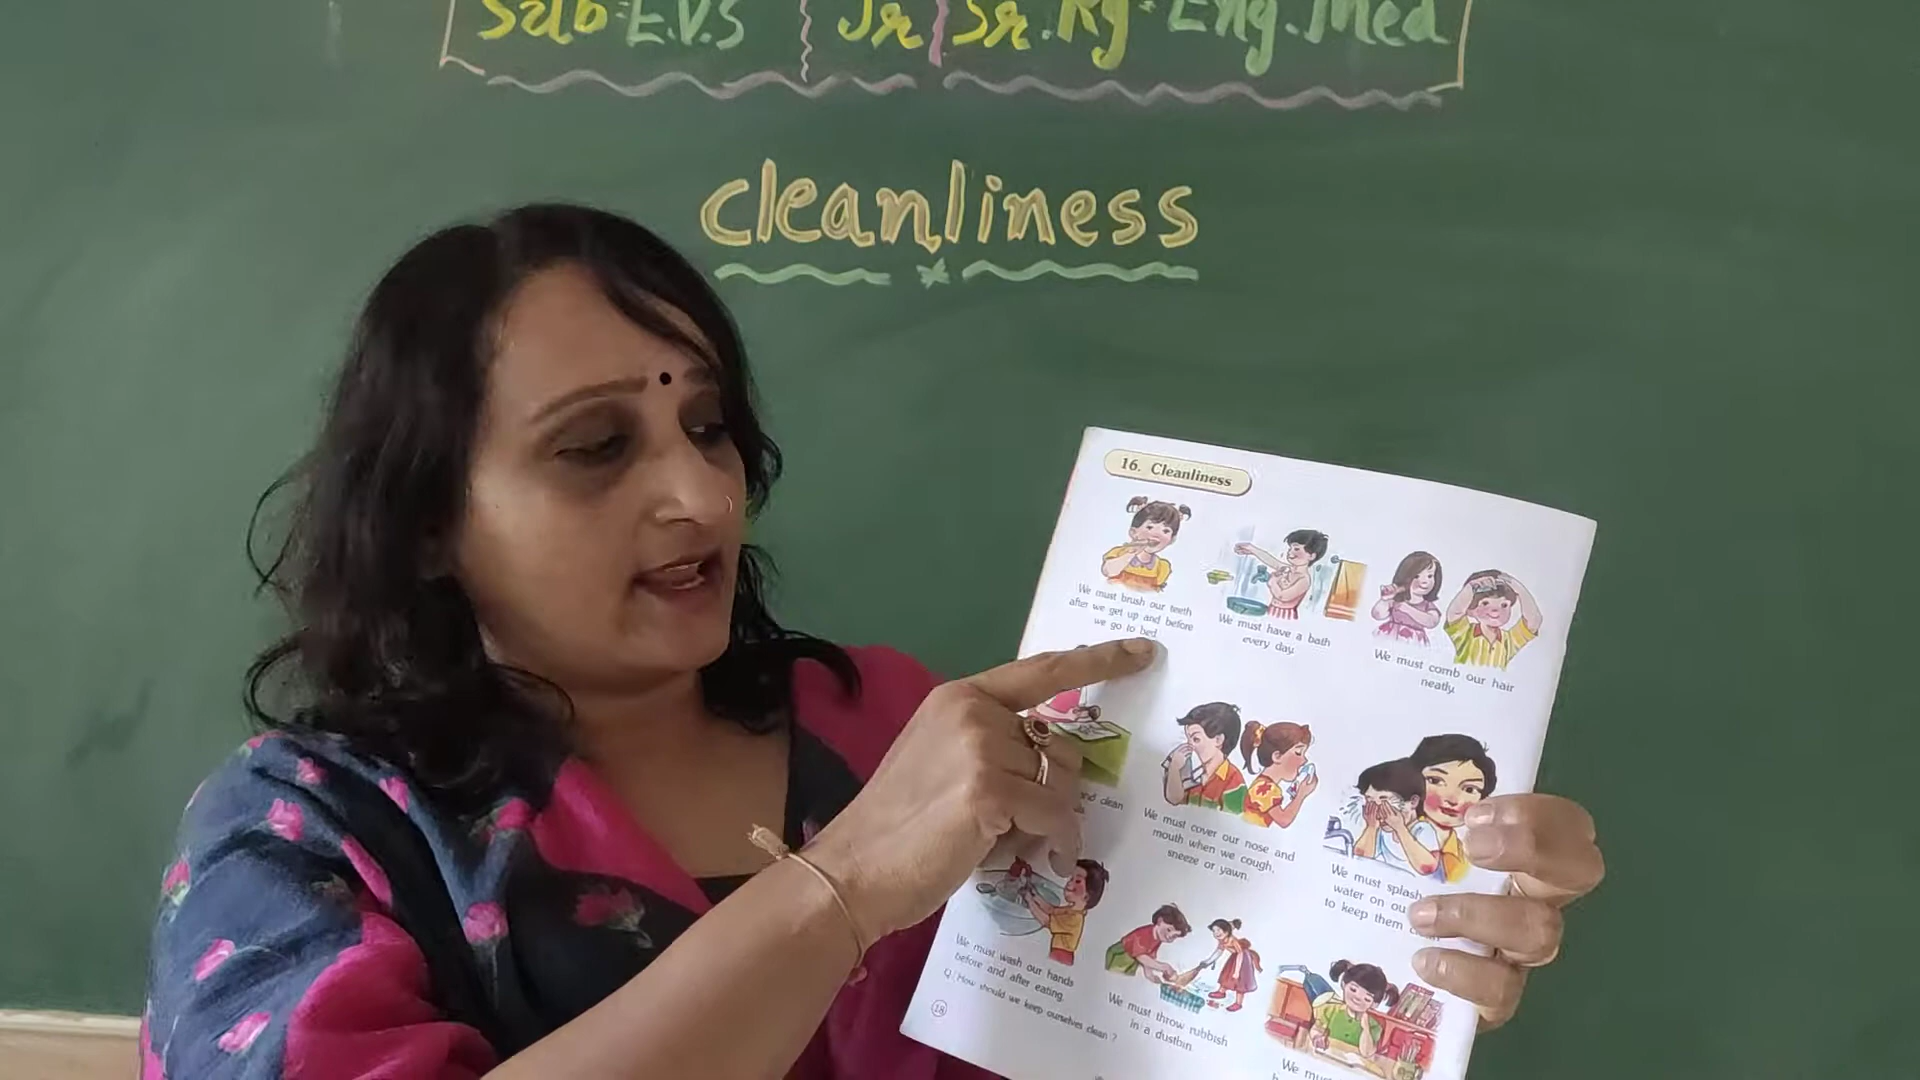 Sub = E.V.S Jr Sr. Kg = Eng. Med
cleanliness
16. Cleanliness
We must brush our teeth
after we get up and before
we go to bed
We must have a bath
every day.
We must comb our hair
neatly.
and clean
We must cover our nose and
mouth when we cough,
sneeze or yawn.
We must splash
water on
to keep them
We must wash our hands
before and after eating.
We must throw rubbish
in a dustbin.
We
Q. How should we keep ourselves clean ?
18